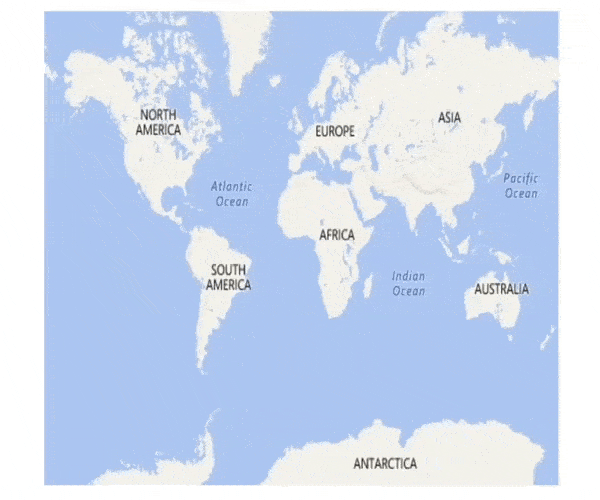 NORTH
AMERICA
EUROPE
ASIA
Atlantic
Ocean
Pacific
Ocean
AFRICA
SOUTH
AMERICA
Indian
Ocean
AUSTRALIA
ANTARCTICA